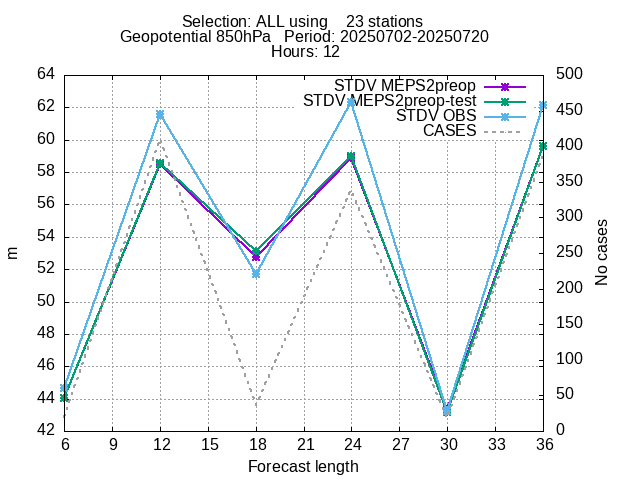 Selection: ALL using    23 stations
Geopotential 850hPa   Period: 20250702-20250720
Hours: 12
STDV MEPS2preop
STDV MEPS2preop-test
STDV OBS
CASES
64
62
60
58
56
54
52
50
48
46
44
42
500
450
400
350
300
250
200
150
100
50
0
m
No cases
6 9 12 15 18 21 24 27 30 33 36
Forecast length